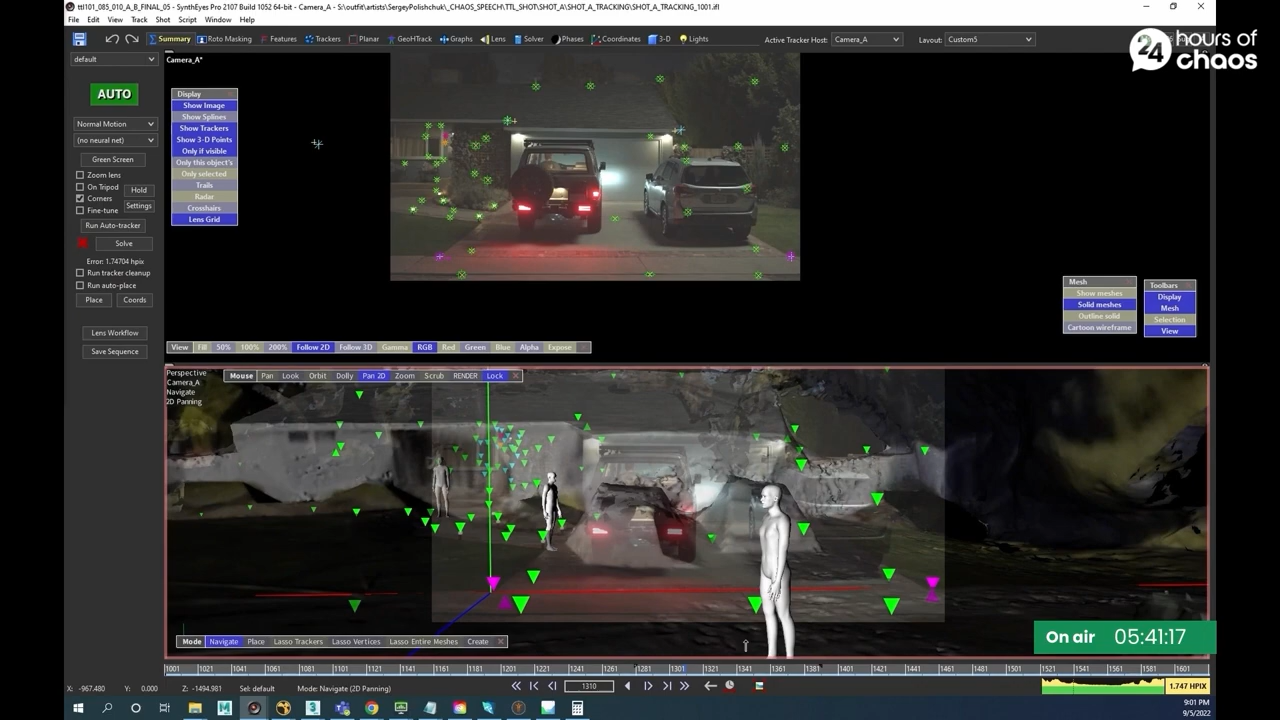 ttl101_085_010_A_B_FINAL_05 - SynthEyes Pro 2107 Build 1052 64-bit - Camera_A - S:\outfit\artists\SergeyPolishchuk\_CHAOS_SPEECH\TTL_SHOT\SHOT_A\SHOT_A_TRACKING\SHOT_A_TRACKING_1001.ifl
File Edit View Track Shot Script Window Help
Summary Roto Masking Features Trackers Planar GeoHTrack Graphs Lens Solver Phases Coordinates 3-D Lights Active Tracker Host: Camera_A Layout: Custom5
24 hours of chaos
default
Camera_A*
AUTO
Normal Motion
(no neural net)
Green Screen
Zoom lens
On Tripod Hold
Corners
Fine-tune Settings
Run Auto-tracker
Solve
Error: 1.74704 hpix
Run tracker cleanup
Run auto-place
Place Coords
Lens Workflow
Save Sequence
Display
Show Image
Show Splines
Show Trackers
Show 3-D Points
Only if visible
Only this object's
Only selected
Trails
Radar
Crosshairs
Lens Grid
Mesh
Show meshes
Solid meshes
Outline solid
Cartoon wireframe
Toolbars
Display
Mesh
Selection
View
View Fill 50% 100% 200% Follow 2D Follow 3D Gamma RGB Red Green Blue Alpha Expose
Perspective
Camera_A
Navigate
2D Panning
Mouse Pan Look Orbit Dolly Pan 2D Zoom Scrub RENDER Lock
Mode Navigate Place Lasso Trackers Lasso Vertices Lasso Entire Meshes Create
On air 05:41:17
1001 1021 1041 1061 1081 1101 1121 1141 1161 1181 1201 1221 1241 1261 1281 1301 1321 1341 1361 1381 1401 1421 1441 1461 1481 1501 1521 1541 1561 1581 1601
X: -967.480 Y: 0.000 Z: -1494.981 Sel: default Mode: Navigate (2D Panning) 1310 1.747 HPIX
9:01 PM
9/5/2022